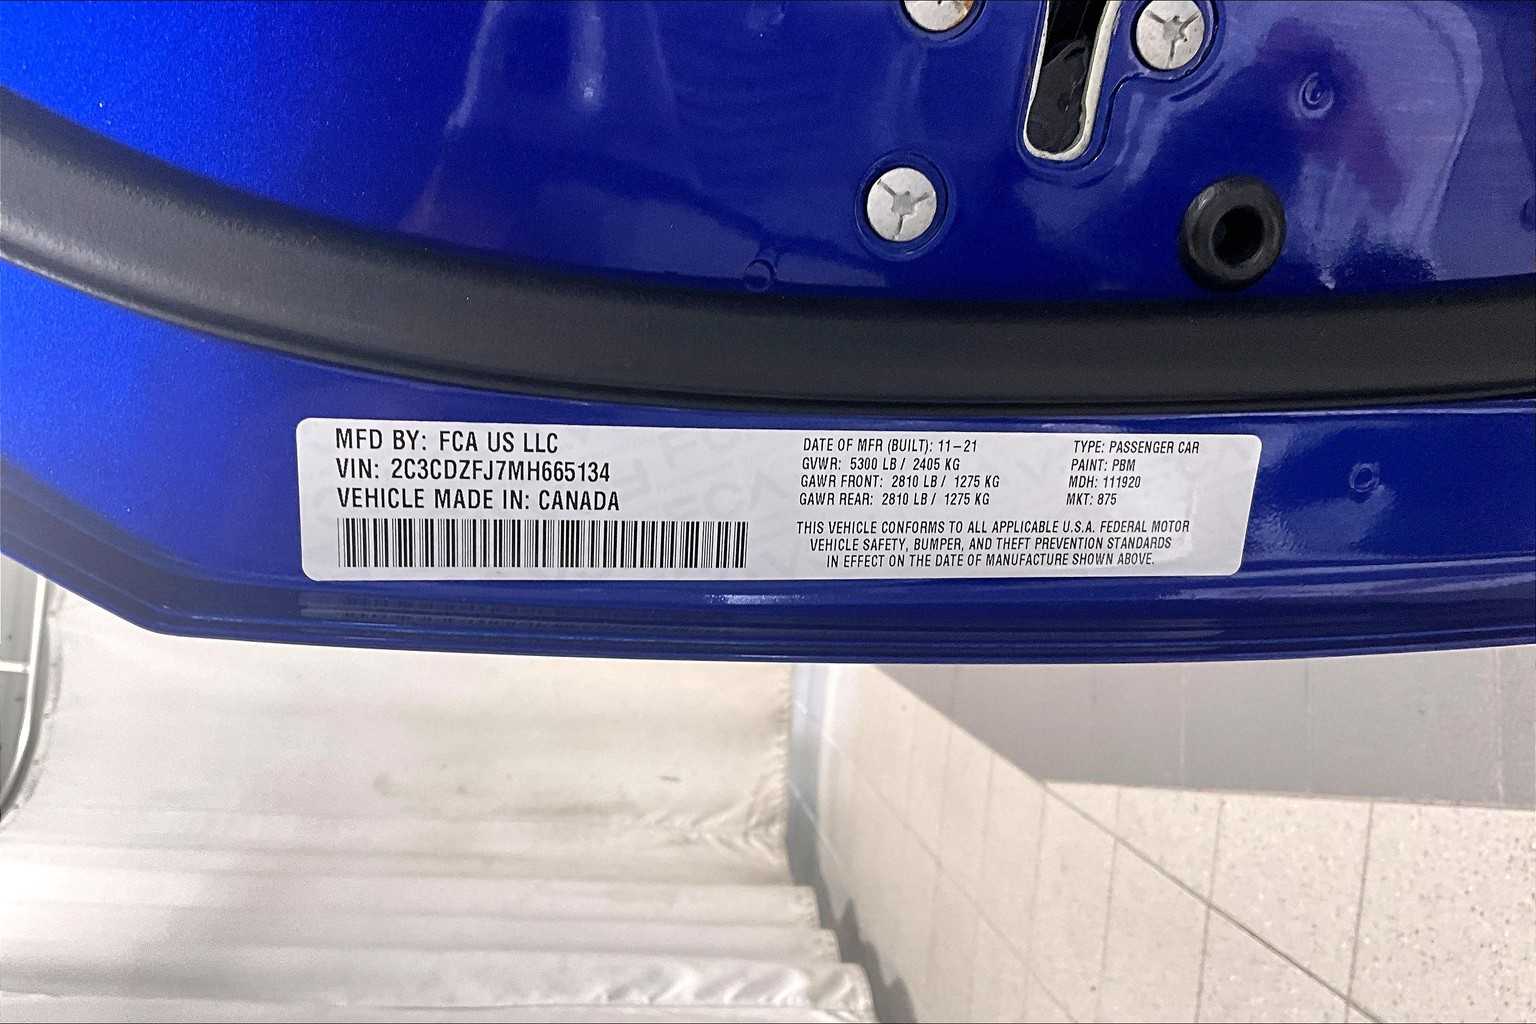 MFD BY: FCA US LLC
VIN: 2C3CDZFJ7MH665134
VEHICLE MADE IN: CANADA
DATE OF MFR (BUILT): 11-21
GVWR: 5300 LB / 2405 KG
GAWR FRONT: 2810 LB / 1275 KG
GAWR REAR: 2810 LB / 1275 KG
TYPE: PASSENGER CAR
PAINT: PBM
MDH: 111920
MKT: 875
THIS VEHICLE CONFORMS TO ALL APPLICABLE U.S.A. FEDERAL MOTOR
VEHICLE SAFETY, BUMPER, AND THEFT PREVENTION STANDARDS
IN EFFECT ON THE DATE OF MANUFACTURE SHOWN ABOVE.